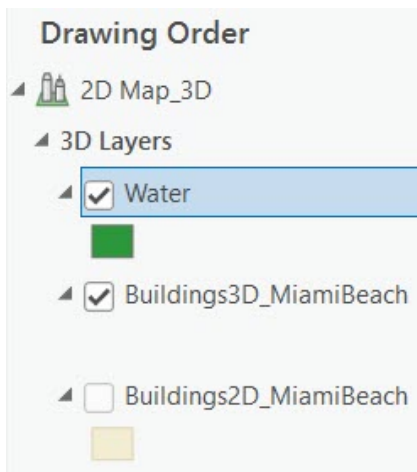 Drawing Order
2D Map_3D
3D Layers
Water
Buildings3D_MiamiBeach
Buildings2D_MiamiBeach